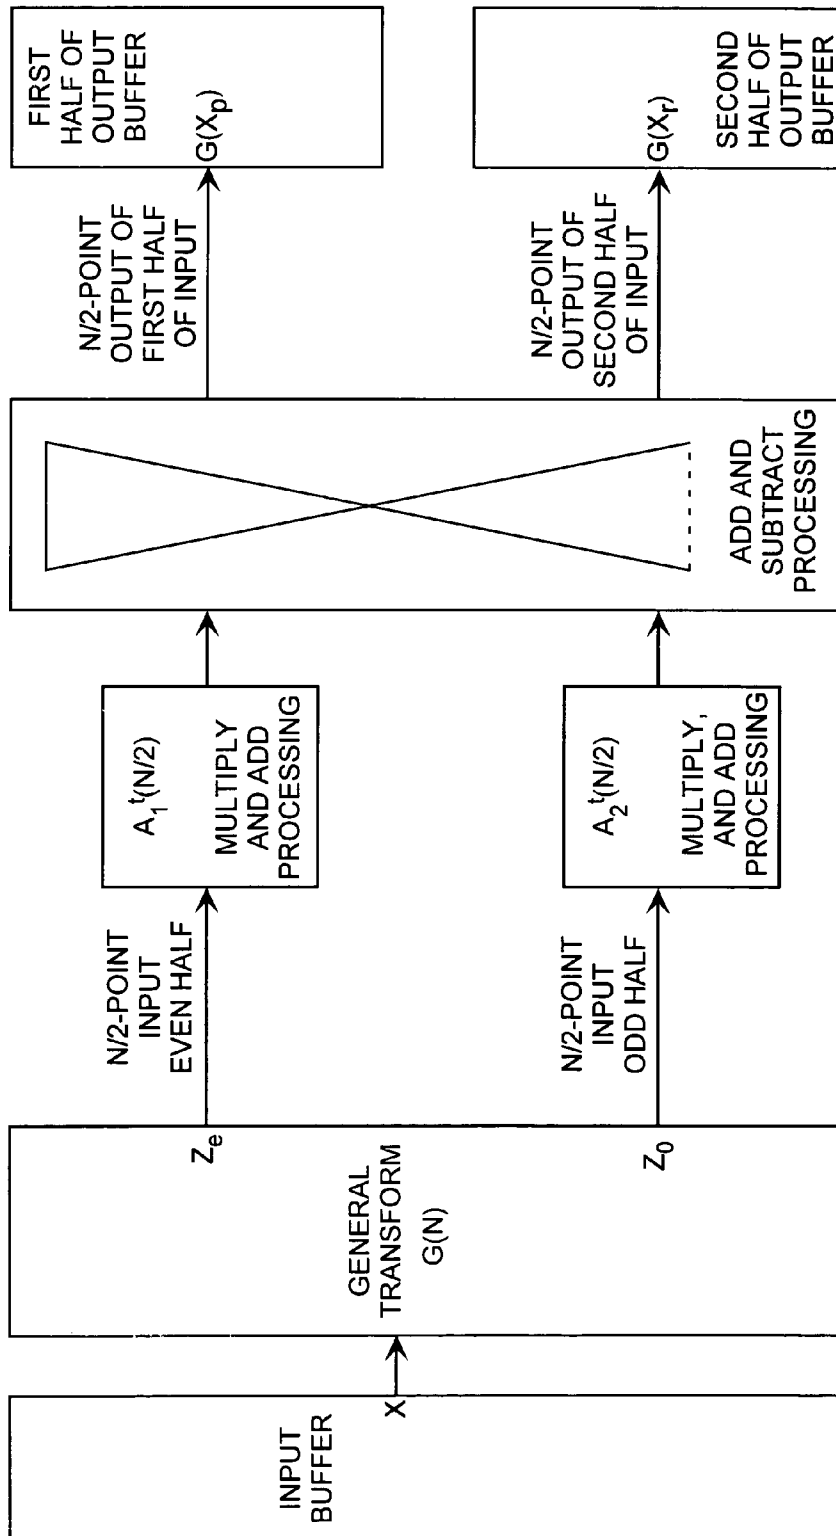 INPUT
BUFFER
X
GENERAL
TRANSFORM
G(N)
Z_e
Z_0
N/2-POINT
INPUT
EVEN HALF
N/2-POINT
INPUT
ODD HALF
A_1^t(N/2)
MULTIPLY
AND ADD
PROCESSING
A_2^t(N/2)
MULTIPLY,
AND ADD
PROCESSING
ADD AND
SUBTRACT
PROCESSING
N/2-POINT
OUTPUT OF
FIRST HALF
OF INPUT
N/2-POINT
OUTPUT OF
SECOND HALF
OF INPUT
FIRST
HALF OF
OUTPUT
BUFFER
G(X_p)
G(X_r)
SECOND
HALF OF
OUTPUT
BUFFER